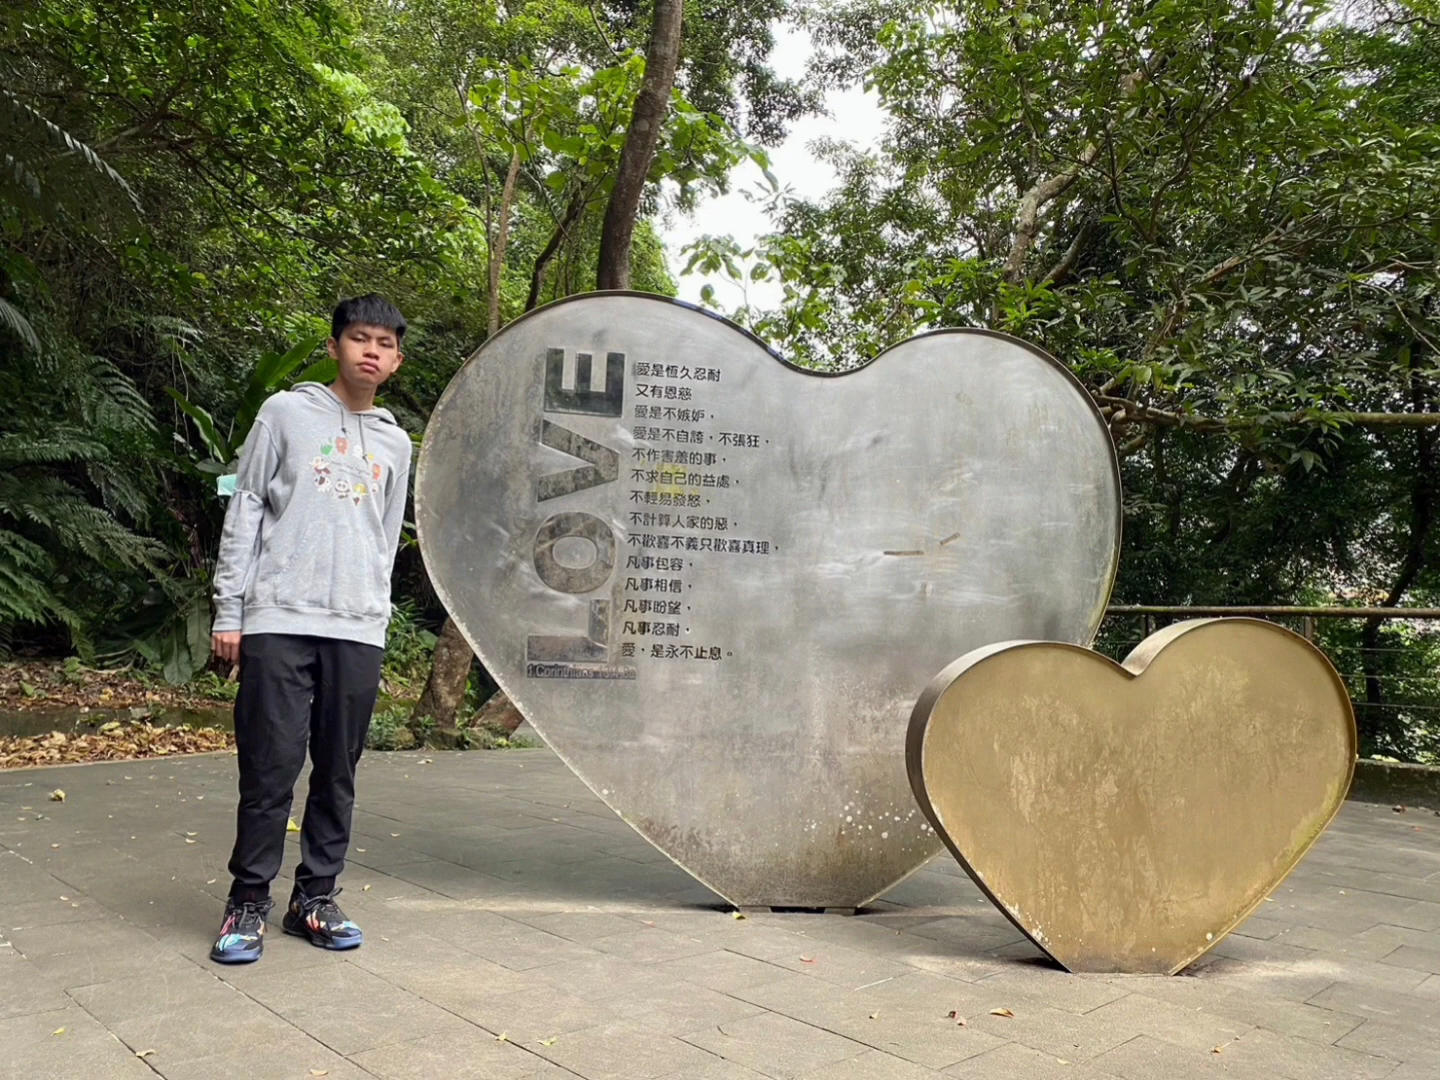 LOVE
愛是恆久忍耐
又有恩慈
愛是不嫉妒，
愛是不自誇，不張狂，
不作害羞的事，
不求自己的益處，
不輕易發怒，
不計算人家的惡，
不歡喜不義只歡喜真理，
凡事包容，
凡事相信，
凡事盼望，
凡事忍耐，
愛，是永不止息。
1 Corinthians